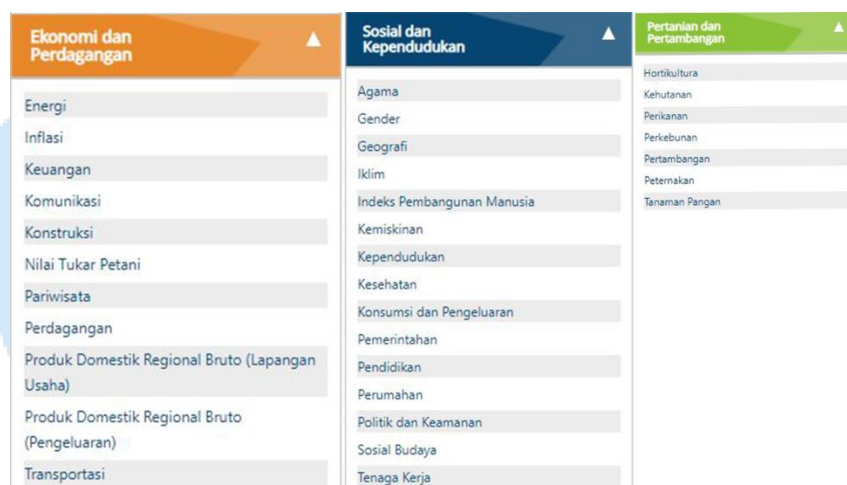 Ekonomi dan
Perdagangan
Energi
Inflasi
Keuangan
Komunikasi
Konstruksi
Nilai Tukar Petani
Pariwisata
Perdagangan
Produk Domestik Regional Bruto (Lapangan
Usaha)
Produk Domestik Regional Bruto
(Pengeluaran)
Transportasi
Sosial dan
Kependudukan
Agama
Gender
Geografi
Iklim
Indeks Pembangunan Manusia
Kemiskinan
Kependudukan
Kesehatan
Konsumsi dan Pengeluaran
Pemerintahan
Pendidikan
Perumahan
Politik dan Keamanan
Sosial Budaya
Tenaga Kerja
Pertanian dan
Pertambangan
Hortikultura
Kehutanan
Perikanan
Perkebunan
Pertambangan
Peternakan
Tanaman Pangan